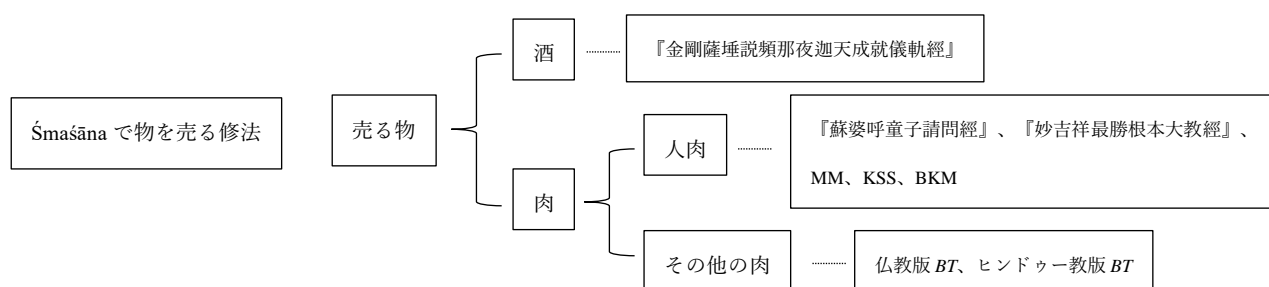 Śmaśāna で物を売る修法
売る物
酒
『金剛薩埵説頻那夜迦天成就儀軌經』
肉
人肉
『蘇婆呼童子請問經』、『妙吉祥最勝根本大教經』、
MM、KSS、BKM
その他の肉
仏教版 BT、ヒンドゥー教版 BT